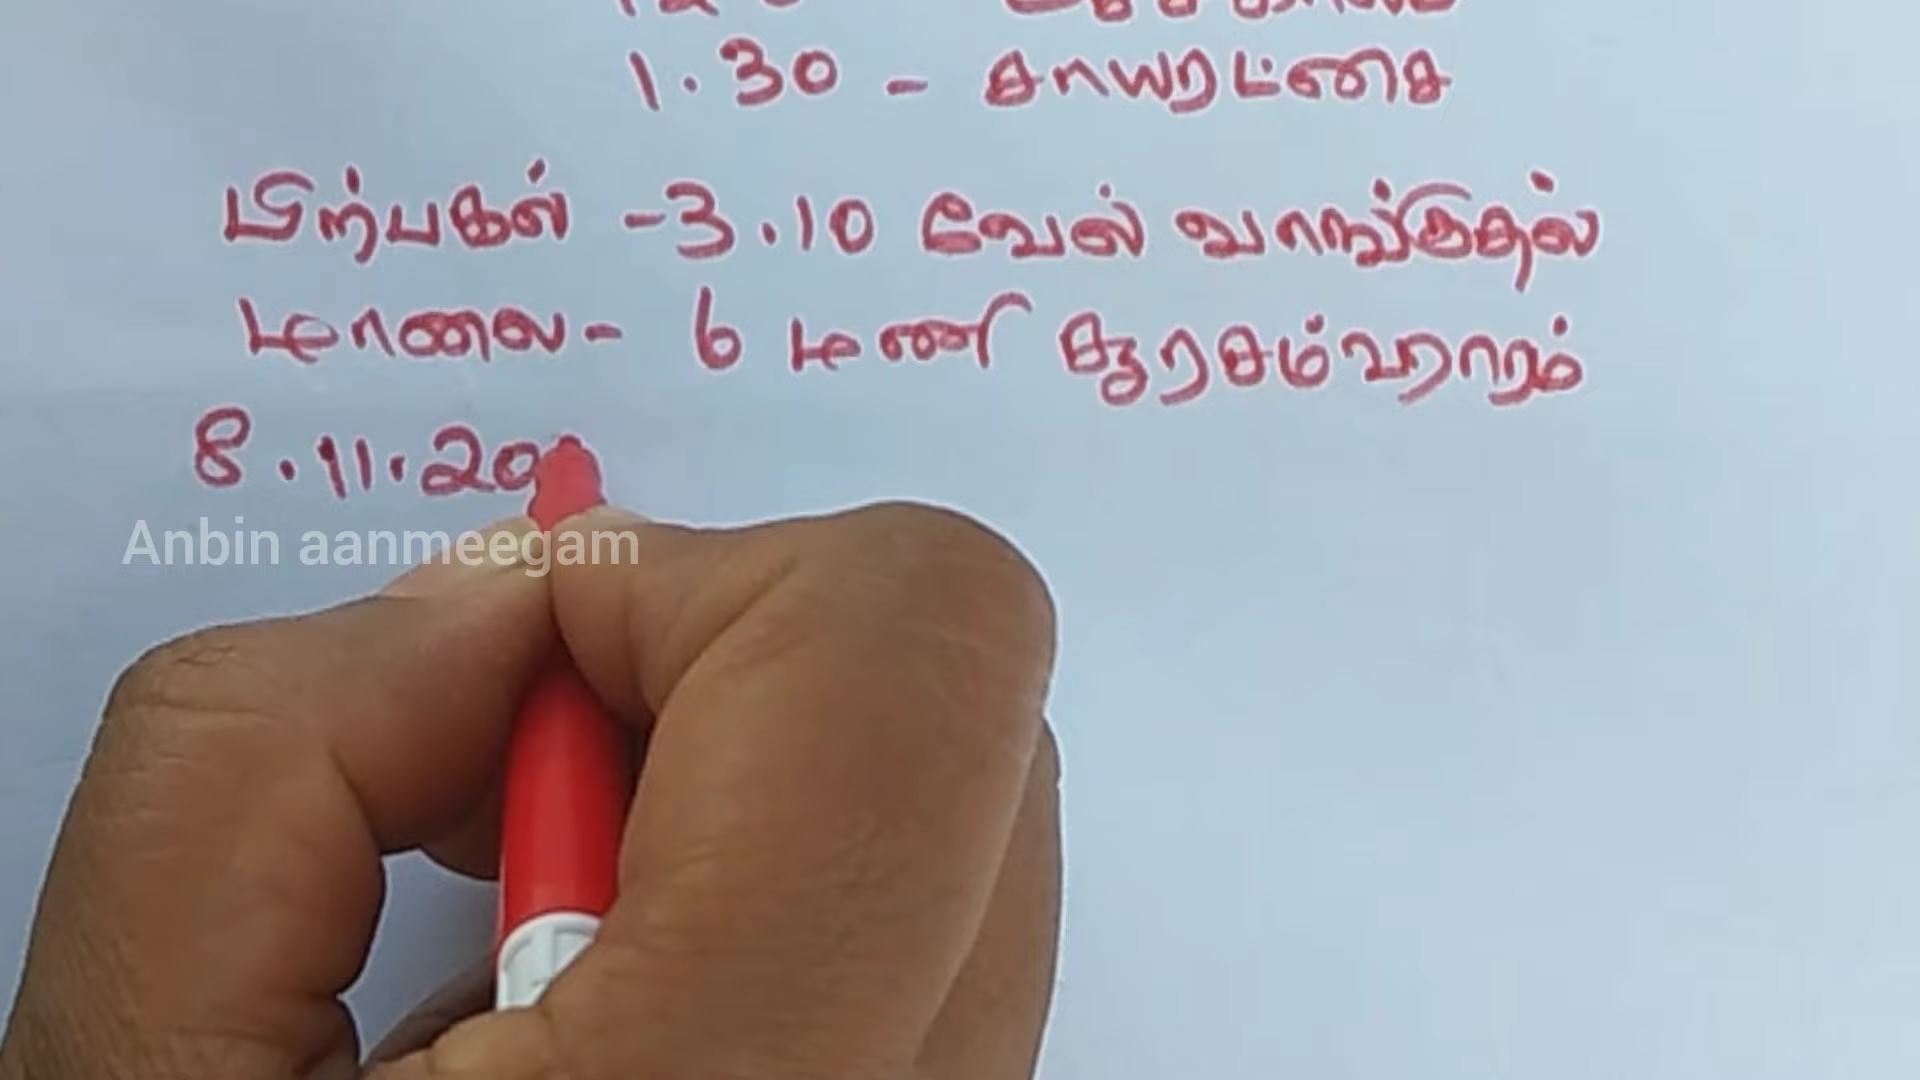 1.30 - சாயரட்சை
பிற்பகல் - 3.10 வேல் வாங்குதல்
மாலை - 6 மணி சூரசம்ஹாரம்
8.11.20
Anbin aanmeegam